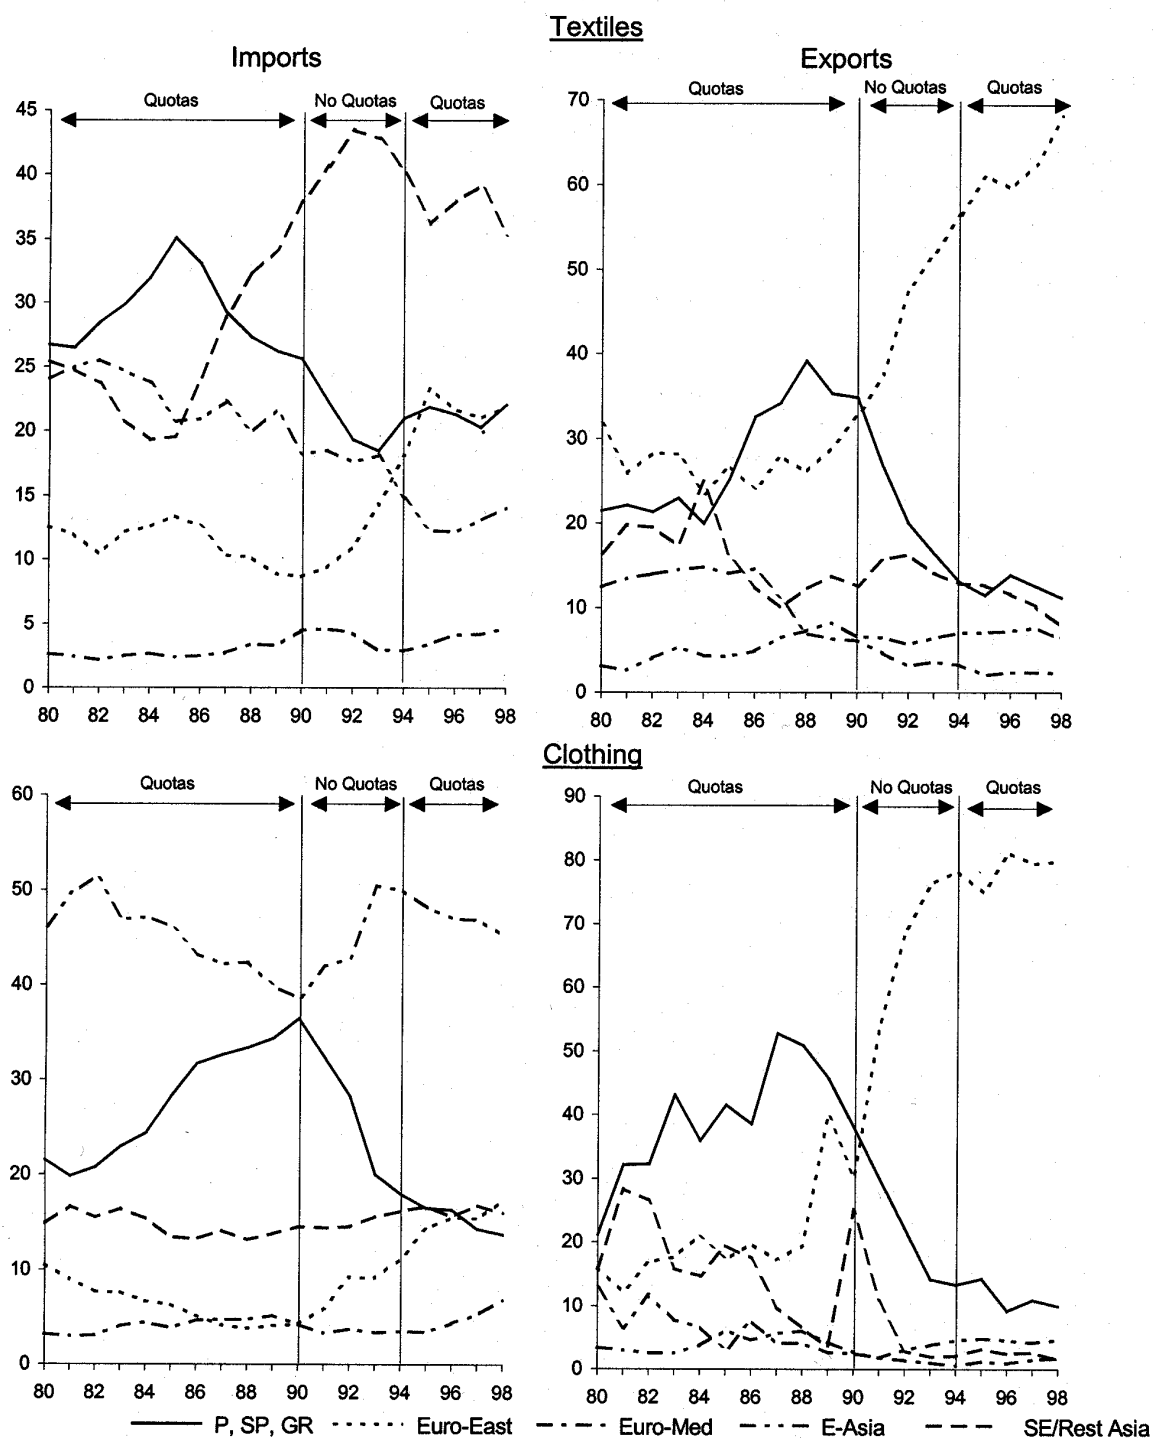 Textiles
Imports
Exports
Quotas No Quotas Quotas
45
40
35
30
25
20
15
10
5
0
80 82 84 86 88 90 92 94 96 98
Quotas No Quotas Quotas
70
60
50
40
30
20
10
0
80 82 84 86 88 90 92 94 96 98
Clothing
Quotas No Quotas Quotas
60
50
40
30
20
10
0
80 82 84 86 88 90 92 94 96 98
Quotas No Quotas Quotas
90
80
70
60
50
40
30
20
10
0
80 82 84 86 88 90 92 94 96 98
P, SP, GR Euro-East Euro-Med E-Asia SE/Rest Asia